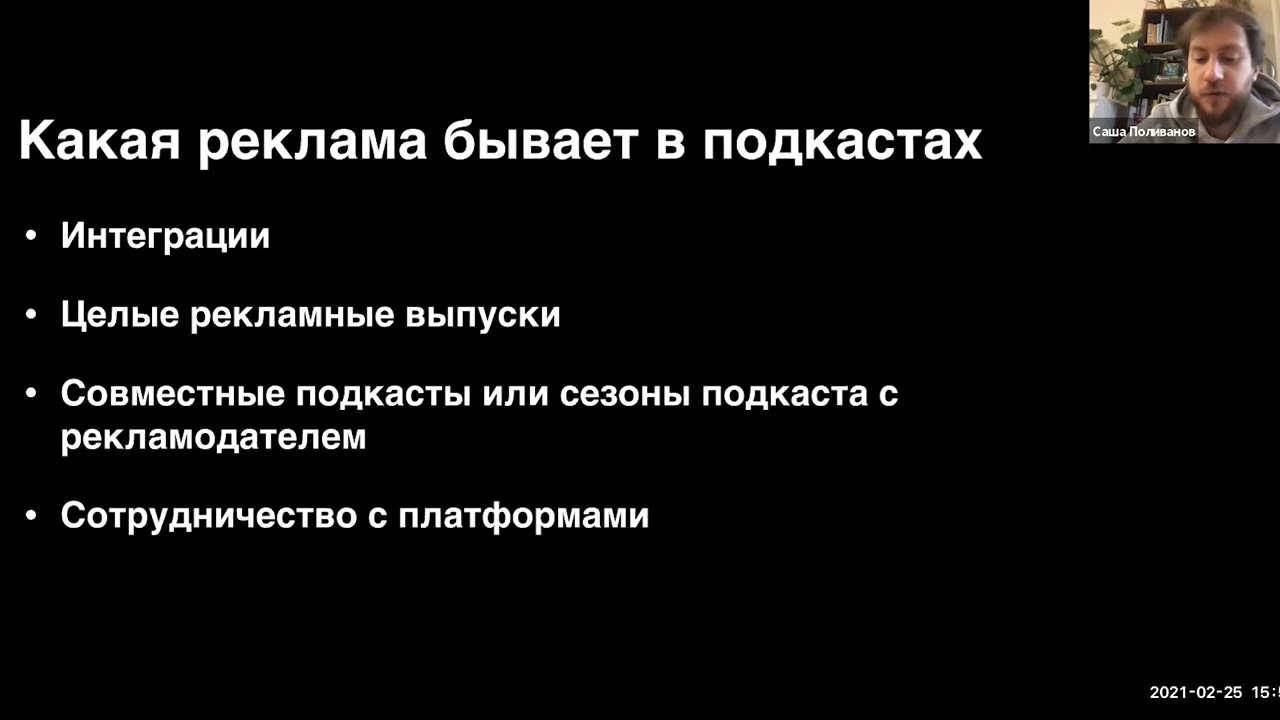 Какая реклама бывает в подкастах
• Интеграции
• Целые рекламные выпуски
• Совместные подкасты или сезоны подкаста с
рекламодателем
• Сотрудничество с платформами
Саша Поливанов
2021-02-25 15: